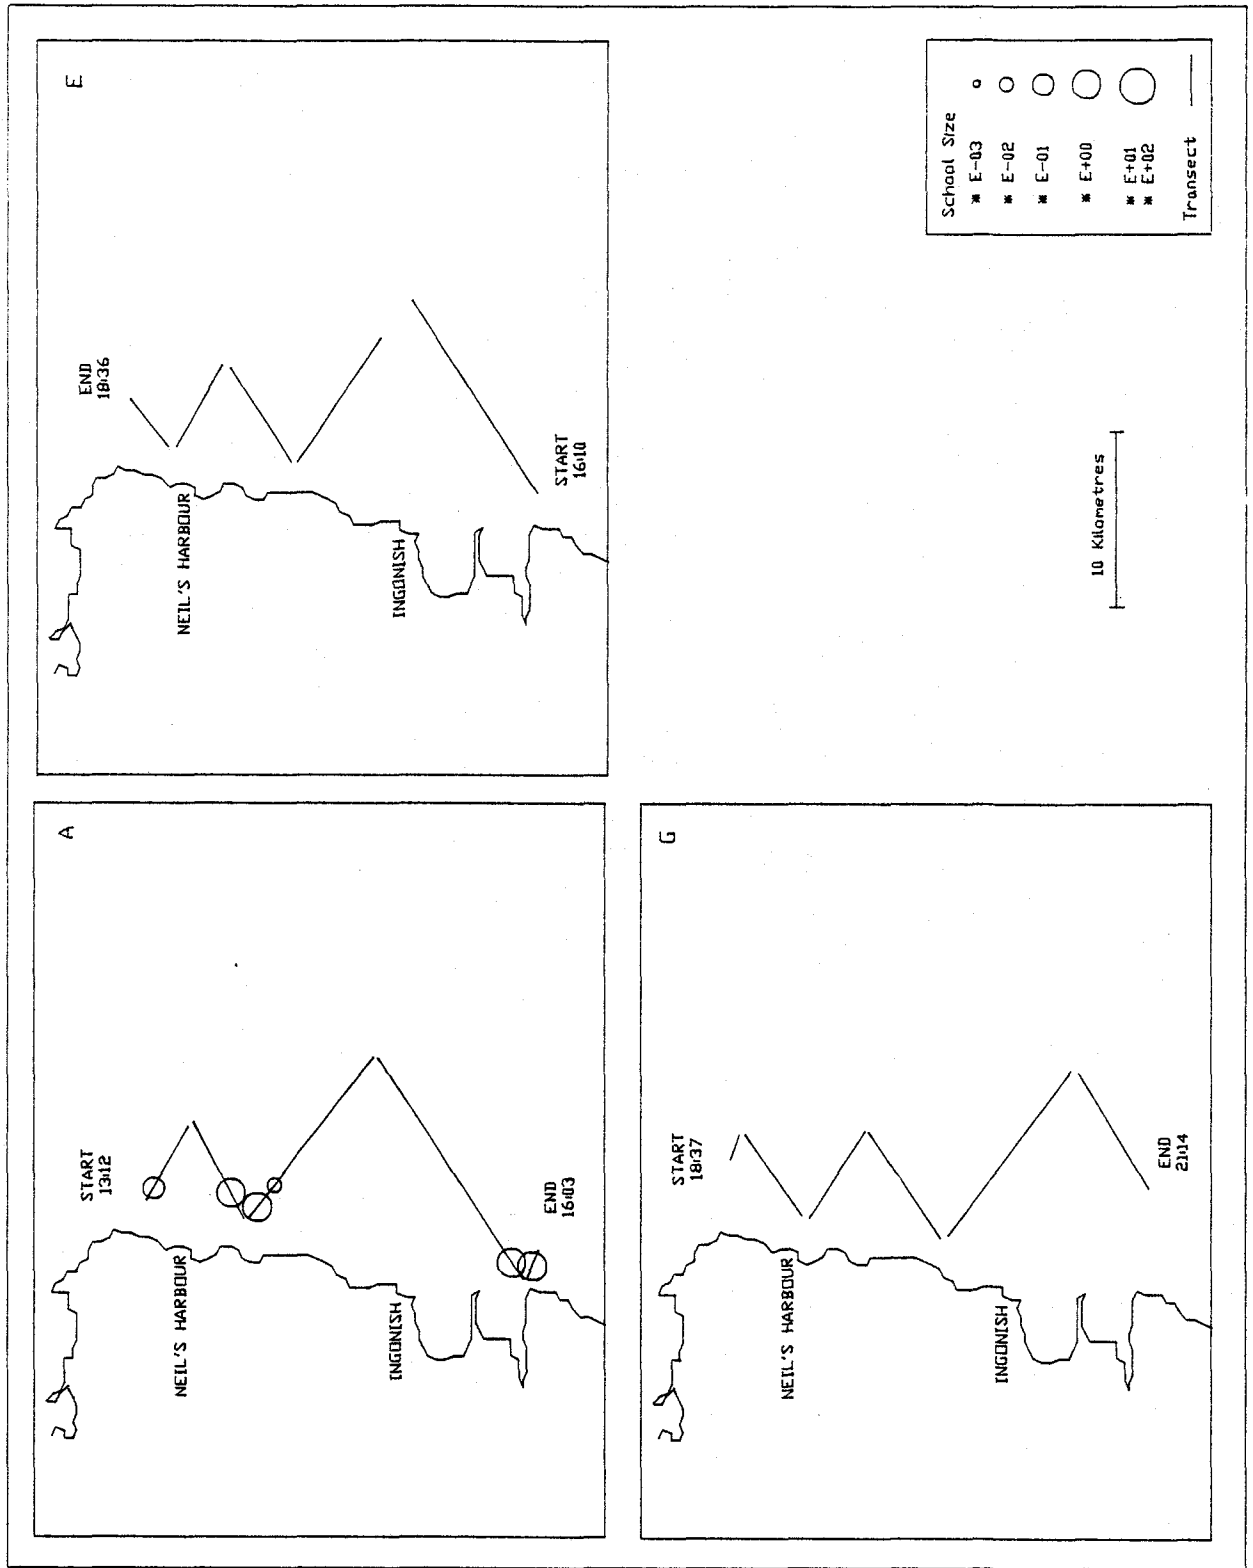 A
START
13:12
NEIL'S HARBOUR
INGONISH
END
16:03
E
END
18:36
NEIL'S HARBOUR
INGONISH
START
16:10
G
START
18:37
NEIL'S HARBOUR
INGONISH
END
21:14
10 Kilometres
School Size
* E-03
* E-02
* E-01
* E+00
* E+01
* E+02
Transect